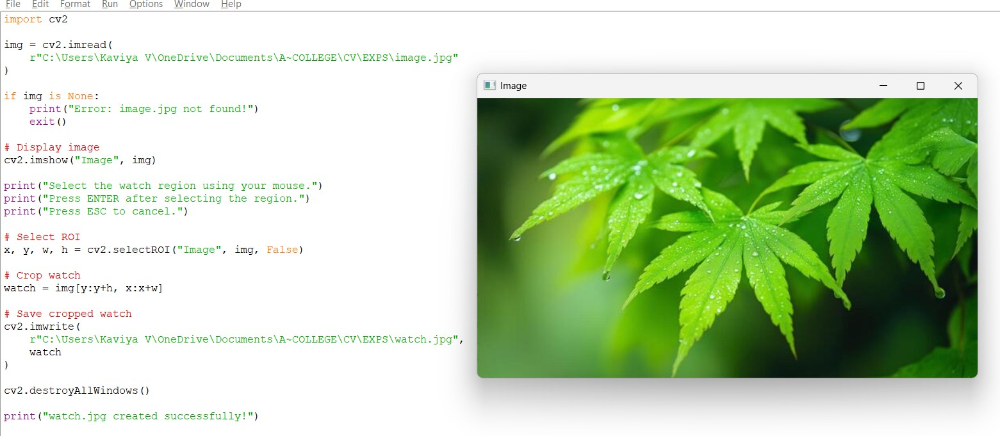 File Edit Format Run Options Window Help
import cv2
img = cv2.imread(
    r"C:\Users\Kaviya V\OneDrive\Documents\A~COLLEGE\CV\EXPS\image.jpg"
)
if img is None:
    print("Error: image.jpg not found!")
    exit()
# Display image
cv2.imshow("Image", img)
print("Select the watch region using your mouse.")
print("Press ENTER after selecting the region.")
print("Press ESC to cancel.")
# Select ROI
x, y, w, h = cv2.selectROI("Image", img, False)
# Crop watch
watch = img[y:y+h, x:x+w]
# Save cropped watch
cv2.imwrite(
    r"C:\Users\Kaviya V\OneDrive\Documents\A~COLLEGE\CV\EXPS\watch.jpg",
    watch
)
cv2.destroyAllWindows()
print("watch.jpg created successfully!")
Image